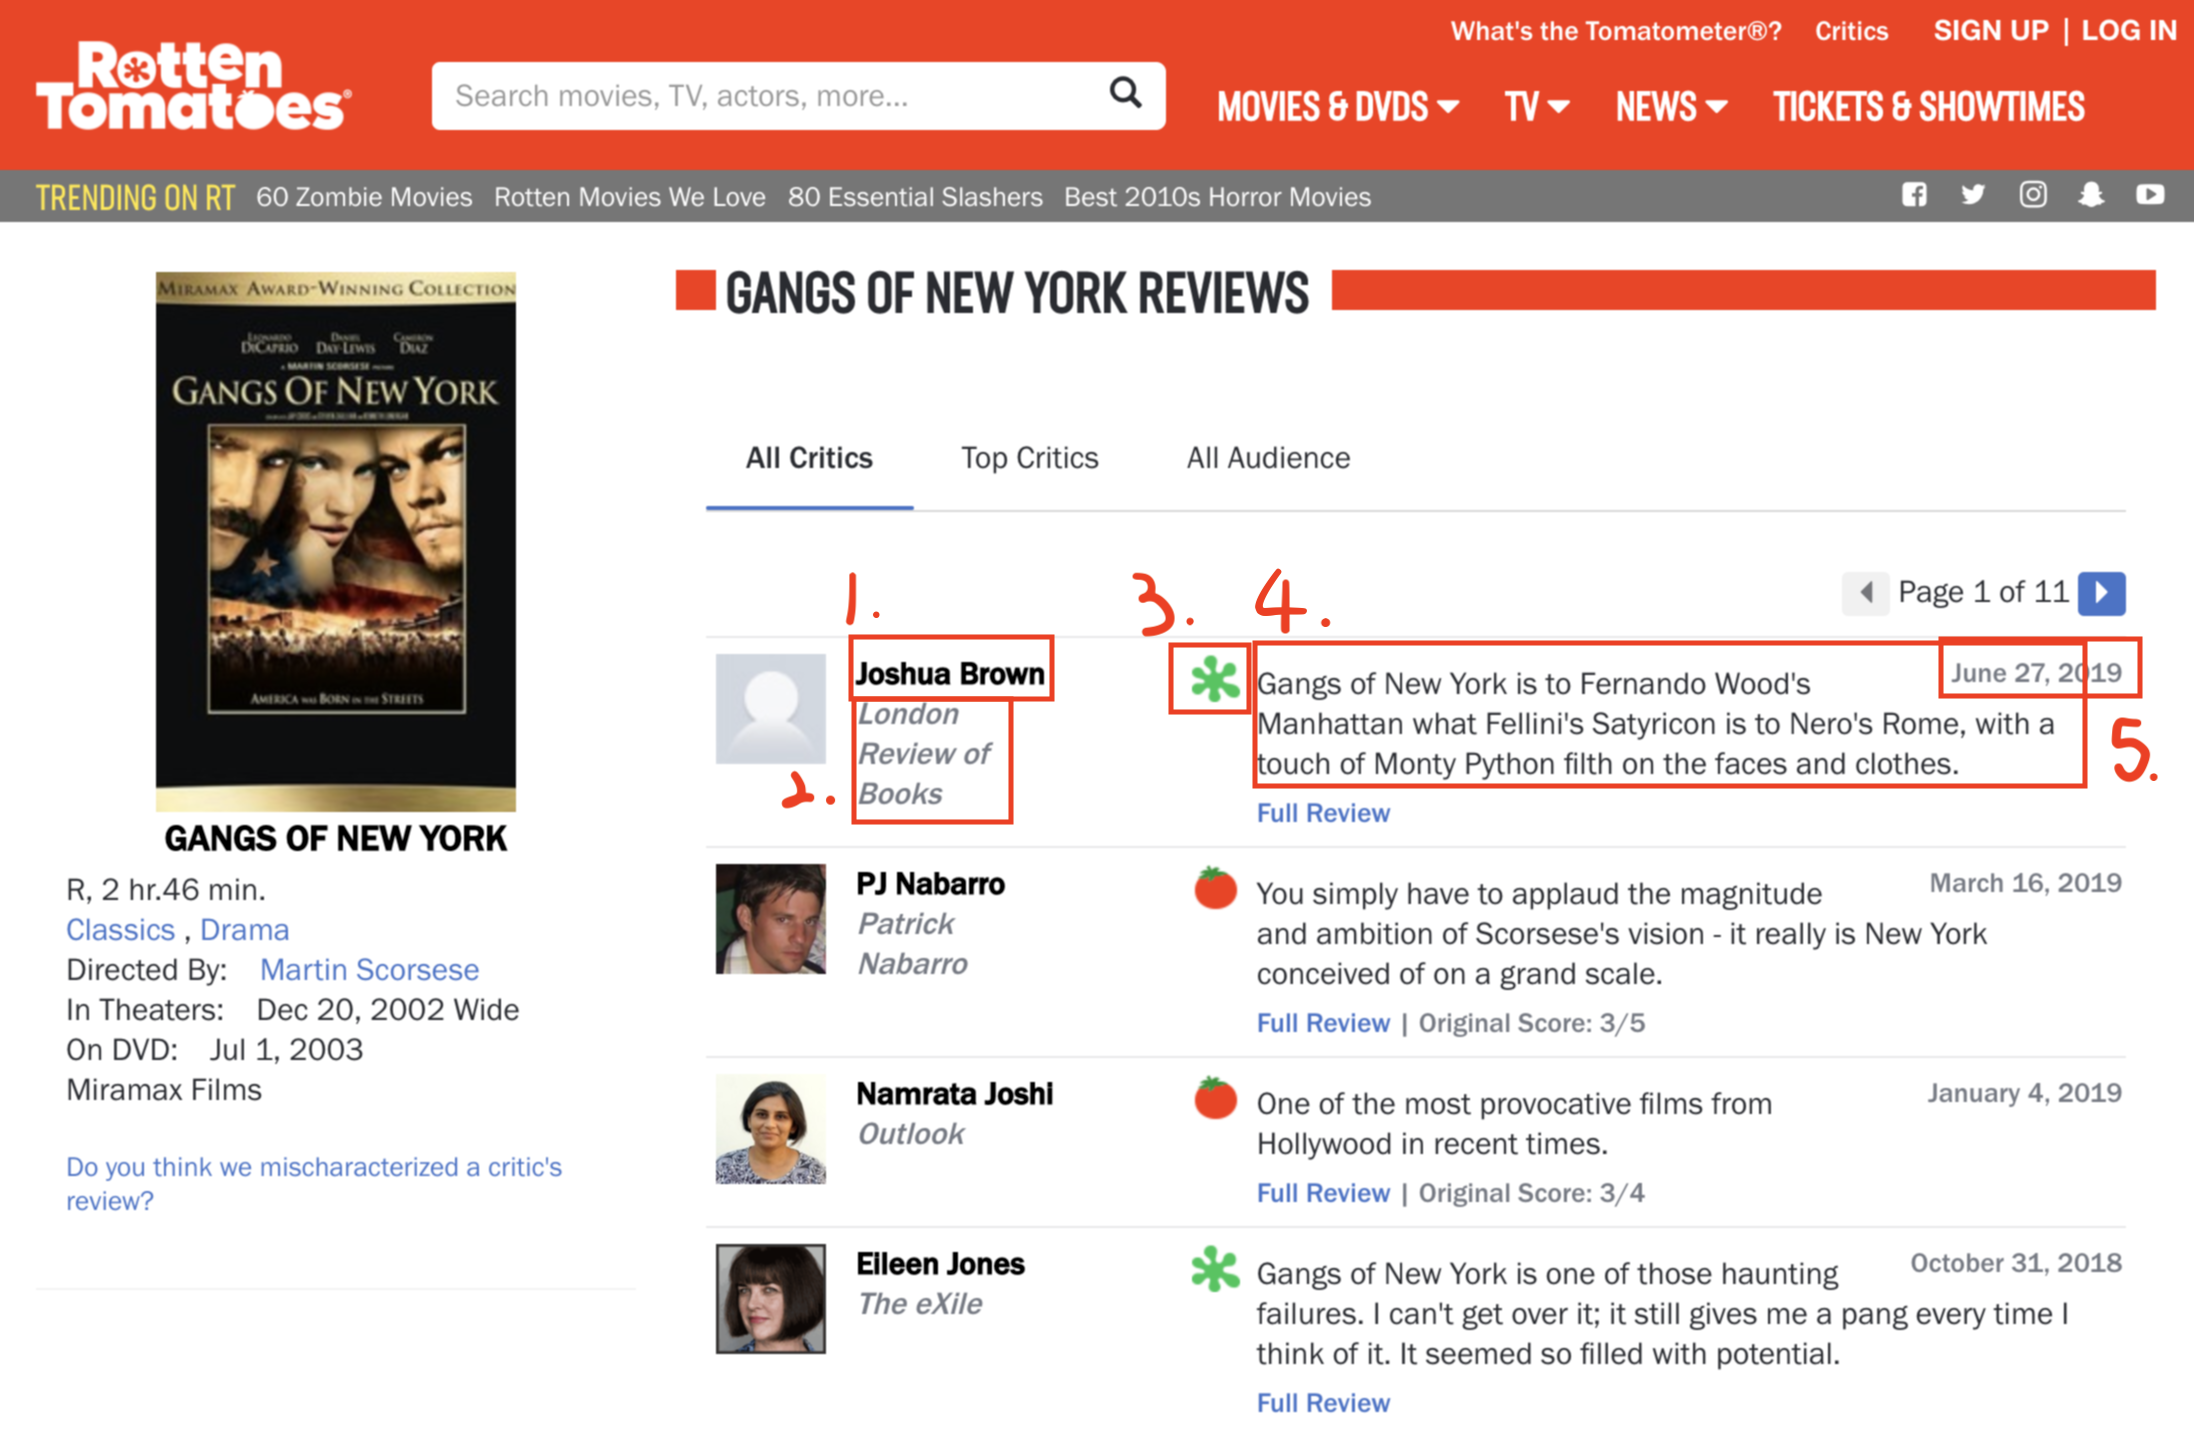 What's the Tomatometer®? Critics SIGN UP | LOG IN
Rotten
Tomatoes®
Search movies, TV, actors, more...
MOVIES & DVDS TV NEWS TICKETS & SHOWTIMES
TRENDING ON RT 60 Zombie Movies Rotten Movies We Love 80 Essential Slashers Best 2010s Horror Movies
MIRAMAX AWARD-WINNING COLLECTION
LEONARDO DICAPRIO DANIEL DAY-LEWIS CAMERON DIAZ
A MARTIN SCORSESE PICTURE
GANGS OF NEW YORK
AMERICA WAS BORN IN THE STREETS
GANGS OF NEW YORK
R, 2 hr.46 min.
Classics , Drama
Directed By: Martin Scorsese
In Theaters: Dec 20, 2002 Wide
On DVD: Jul 1, 2003
Miramax Films
Do you think we mischaracterized a critic's
review?
GANGS OF NEW YORK REVIEWS
All Critics Top Critics All Audience
Page 1 of 11
1.
3.
4.
Joshua Brown
London
Review of
Books
2.
Gangs of New York is to Fernando Wood's
Manhattan what Fellini's Satyricon is to Nero's Rome, with a
touch of Monty Python filth on the faces and clothes.
June 27, 2019
5.
Full Review
PJ Nabarro
Patrick
Nabarro
You simply have to applaud the magnitude
and ambition of Scorsese's vision - it really is New York
conceived of on a grand scale.
March 16, 2019
Full Review | Original Score: 3/5
Namrata Joshi
Outlook
One of the most provocative films from
Hollywood in recent times.
January 4, 2019
Full Review | Original Score: 3/4
Eileen Jones
The eXile
Gangs of New York is one of those haunting
failures. I can't get over it; it still gives me a pang every time I
think of it. It seemed so filled with potential.
October 31, 2018
Full Review